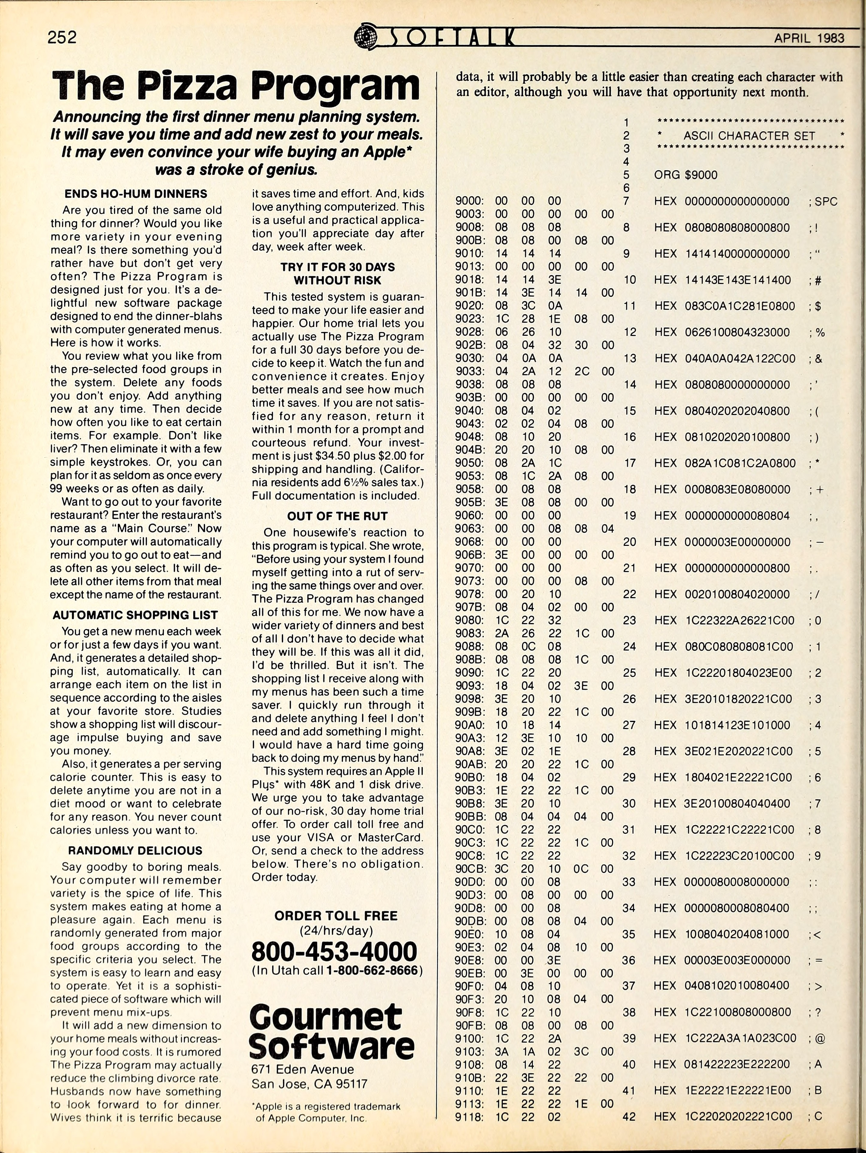 252
SOFTALK
APRIL 1983
The Pizza Program
Announcing the first dinner menu planning system.
It will save you time and add new zest to your meals.
It may even convince your wife buying an Apple*
was a stroke of genius.
ENDS HO-HUM DINNERS
Are you tired of the same old
thing for dinner? Would you like
more variety in your evening
meal? Is there something you'd
rather have but don't get very
often? The Pizza Program is
designed just for you. It's a de-
lightful new software package
designed to end the dinner-blahs
with computer generated menus.
Here is how it works.
You review what you like from
the pre-selected food groups in
the system. Delete any foods
you don't enjoy. Add anything
new at any time. Then decide
how often you like to eat certain
items. For example. Don't like
liver? Then eliminate it with a few
simple keystrokes. Or, you can
plan for it as seldom as once every
99 weeks or as often as daily.
Want to go out to your favorite
restaurant? Enter the restaurant's
name as a "Main Course." Now
your computer will automatically
remind you to go out to eat—and
as often as you select. It will de-
lete all other items from that meal
except the name of the restaurant.
AUTOMATIC SHOPPING LIST
You get a new menu each week
or for just a few days if you want.
And, it generates a detailed shop-
ping list, automatically. It can
arrange each item on the list in
sequence according to the aisles
at your favorite store. Studies
show a shopping list will discour-
age impulse buying and save
you money.
Also, it generates a per serving
calorie counter. This is easy to
delete anytime you are not in a
diet mood or want to celebrate
for any reason. You never count
calories unless you want to.
RANDOMLY DELICIOUS
Say goodby to boring meals.
Your computer will remember
variety is the spice of life. This
system makes eating at home a
pleasure again. Each menu is
randomly generated from major
food groups according to the
specific criteria you select. The
system is easy to learn and easy
to operate. Yet it is a sophisti-
cated piece of software which will
prevent menu mix-ups.
It will add a new dimension to
your home meals without increas-
ing your food costs. It is rumored
The Pizza Program may actually
reduce the climbing divorce rate.
Husbands now have something
to look forward to for dinner.
Wives think it is terrific because
it saves time and effort. And, kids
love anything computerized. This
is a useful and practical applica-
tion you'll appreciate day after
day, week after week.
TRY IT FOR 30 DAYS
WITHOUT RISK
This tested system is guaran-
teed to make your life easier and
happier. Our home trial lets you
actually use The Pizza Program
for a full 30 days before you de-
cide to keep it. Watch the fun and
convenience it creates. Enjoy
better meals and see how much
time it saves. If you are not satis-
fied for any reason, return it
within 1 month for a prompt and
courteous refund. Your invest-
ment is just $34.50 plus $2.00 for
shipping and handling. (Califor-
nia residents add 6½% sales tax.)
Full documentation is included.
OUT OF THE RUT
One housewife's reaction to
this program is typical. She wrote,
"Before using your system I found
myself getting into a rut of serv-
ing the same things over and over.
The Pizza Program has changed
all of this for me. We now have a
wider variety of dinners and best
of all I don't have to decide what
they will be. If this was all it did,
I'd be thrilled. But it isn't. The
shopping list I receive along with
my menus has been such a time
saver. I quickly run through it
and delete anything I feel I don't
need and add something I might.
I would have a hard time going
back to doing my menus by hand."
This system requires an Apple II
Plus* with 48K and 1 disk drive.
We urge you to take advantage
of our no-risk, 30 day home trial
offer. To order call toll free and
use your VISA or MasterCard.
Or, send a check to the address
below. There's no obligation.
Order today.
ORDER TOLL FREE
(24/hrs/day)
800-453-4000
(In Utah call 1-800-662-8666)
Gourmet
Software
671 Eden Avenue
San Jose, CA 95117
*Apple is a registered trademark
of Apple Computer, Inc.
data, it will probably be a little easier than creating each character with
an editor, although you will have that opportunity next month.
1 ******************************
2 * ASCII CHARACTER SET *
3 ******************************
4
5 ORG $9000
6
9000: 00 00 00 7 HEX 0000000000000000 ; SPC
9003: 00 00 00 00 00
9008: 08 08 08 8 HEX 0808080808000800 ; !
900B: 08 08 00 08 00
9010: 14 14 14 9 HEX 1414140000000000 ; "
9013: 00 00 00 00 00
9018: 14 14 3E 10 HEX 14143E143E141400 ; #
901B: 14 3E 14 14 00
9020: 08 3C 0A 11 HEX 083C0A1C281E0800 ; $
9023: 1C 28 1E 08 00
9028: 06 26 10 12 HEX 0626100804323000 ; %
902B: 08 04 32 30 00
9030: 04 0A 0A 13 HEX 040A0A042A122C00 ; &
9033: 04 2A 12 2C 00
9038: 08 08 08 14 HEX 0808080000000000 ; '
903B: 00 00 00 00 00
9040: 08 04 02 15 HEX 0804020202040800 ; (
9043: 02 02 04 08 00
9048: 08 10 20 16 HEX 0810202020100800 ; )
904B: 20 20 10 08 00
9050: 08 2A 1C 17 HEX 082A1C081C2A0800 ; *
9053: 08 1C 2A 08 00
9058: 00 08 08 18 HEX 0008083E08080000 ; +
905B: 3E 08 08 00 00
9060: 00 00 00 19 HEX 0000000000080804 ; ,
9063: 00 00 08 08 04
9068: 00 00 00 20 HEX 0000003E00000000 ; –
906B: 3E 00 00 00 00
9070: 00 00 00 21 HEX 0000000000000800 ; .
9073: 00 00 00 08 00
9078: 00 20 10 22 HEX 0020100804020000 ; /
907B: 08 04 02 00 00
9080: 1C 22 32 23 HEX 1C22322A26221C00 ; 0
9083: 2A 26 22 1C 00
9088: 08 0C 08 24 HEX 080C080808081C00 ; 1
908B: 08 08 08 1C 00
9090: 1C 22 20 25 HEX 1C22201804023E00 ; 2
9093: 18 04 02 3E 00
9098: 3E 20 10 26 HEX 3E20101820221C00 ; 3
909B: 18 20 22 1C 00
90A0: 10 18 14 27 HEX 101814123E101000 ; 4
90A3: 12 3E 10 10 00
90A8: 3E 02 1E 28 HEX 3E021E2020221C00 ; 5
90AB: 20 20 22 1C 00
90B0: 18 04 02 29 HEX 1804021E22221C00 ; 6
90B3: 1E 22 22 1C 00
90B8: 3E 20 10 30 HEX 3E20100804040400 ; 7
90BB: 08 04 04 04 00
90C0: 1C 22 22 31 HEX 1C22221C22221C00 ; 8
90C3: 1C 22 22 1C 00
90C8: 1C 22 22 32 HEX 1C22223C20100C00 ; 9
90CB: 3C 20 10 0C 00
90D0: 00 00 08 33 HEX 0000080008000000 ; :
90D3: 00 08 00 00 00
90D8: 00 00 08 34 HEX 0000080008080400 ; ;
90DB: 00 08 08 04 00
90E0: 10 08 04 35 HEX 1008040204081000 ; <
90E3: 02 04 08 10 00
90E8: 00 00 3E 36 HEX 00003E003E000000 ; =
90EB: 00 3E 00 00 00
90F0: 04 08 10 37 HEX 0408102010080400 ; >
90F3: 20 10 08 04 00
90F8: 1C 22 10 38 HEX 1C22100808000800 ; ?
90FB: 08 08 00 08 00
9100: 1C 22 2A 39 HEX 1C222A3A1A023C00 ; @
9103: 3A 1A 02 3C 00
9108: 08 14 22 40 HEX 081422223E222200 ; A
910B: 22 3E 22 22 00
9110: 1E 22 22 41 HEX 1E22221E22221E00 ; B
9113: 1E 22 22 1E 00
9118: 1C 22 02 42 HEX 1C22020202221C00 ; C